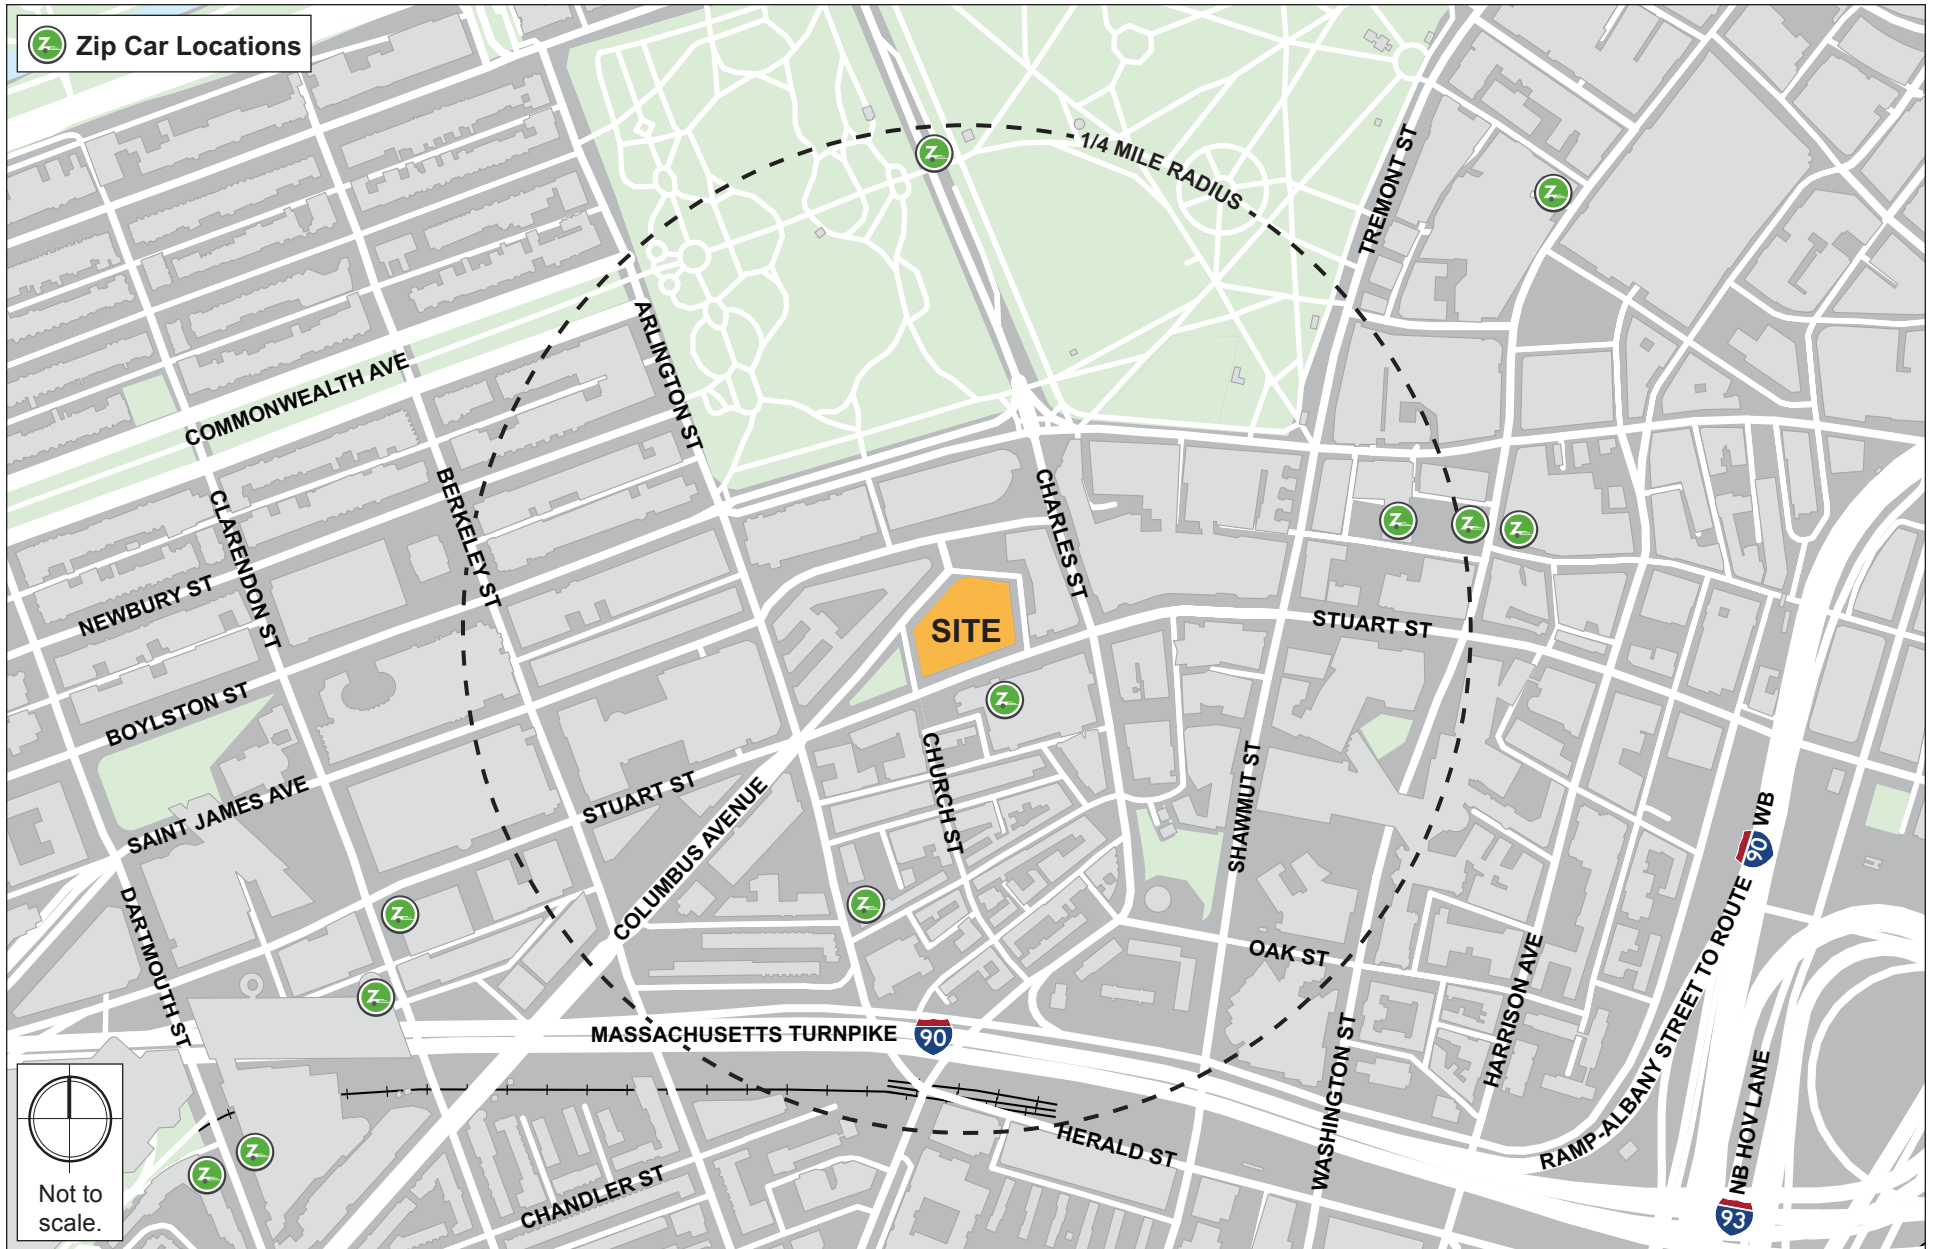 Zip Car Locations
1/4 MILE RADIUS
TREMONT ST
ARLINGTON ST
COMMONWEALTH AVE
BERKELEY ST
CLARENDON ST
CHARLES ST
NEWBURY ST
SITE
STUART ST
BOYLSTON ST
CHURCH ST
SHAWMUT ST
SAINT JAMES AVE
STUART ST
COLUMBUS AVENUE
DARTMOUTH ST
OAK ST
HARRISON AVE
RAMP-ALBANY STREET TO ROUTE 90 WB
MASSACHUSETTS TURNPIKE 90
WASHINGTON ST
NB HOV LANE
93
HERALD ST
CHANDLER ST
Not to
scale.